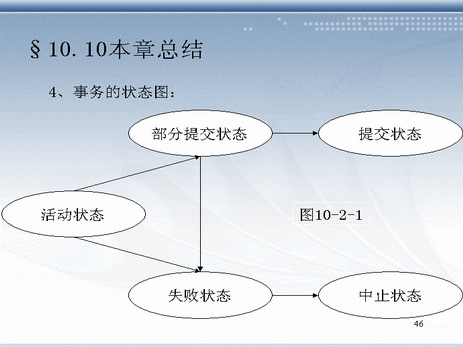 §10.10本章总结
4、事务的状态图：
部分提交状态
提交状态
活动状态
图10-2-1
失败状态
中止状态
46